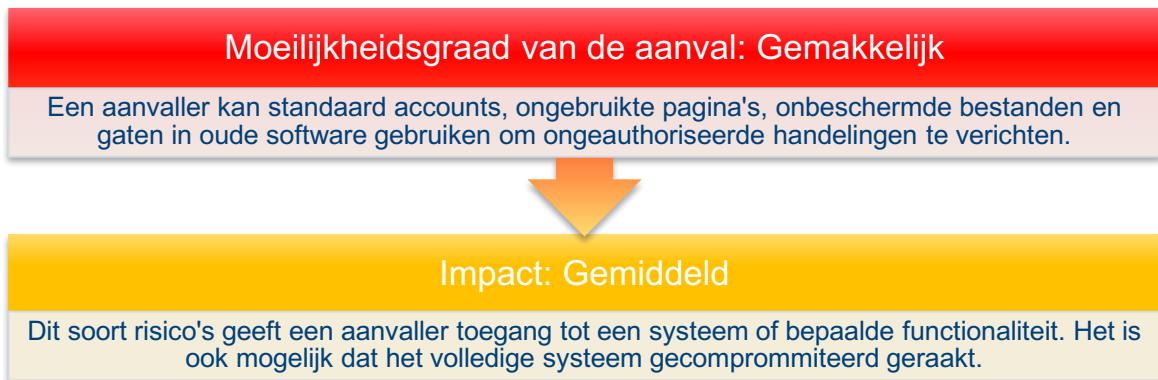 Moeilijkheidsgraad van de aanval: Gemakkelijk
Een aanvaller kan standaard accounts, ongebruikte pagina's, onbeschermde bestanden en
gaten in oude software gebruiken om ongeauthoriseerde handelingen te verrichten.
Impact: Gemiddeld
Dit soort risico's geeft een aanvaller toegang tot een systeem of bepaalde functionaliteit. Het is
ook mogelijk dat het volledige systeem gecomprommiteerd geraakt.